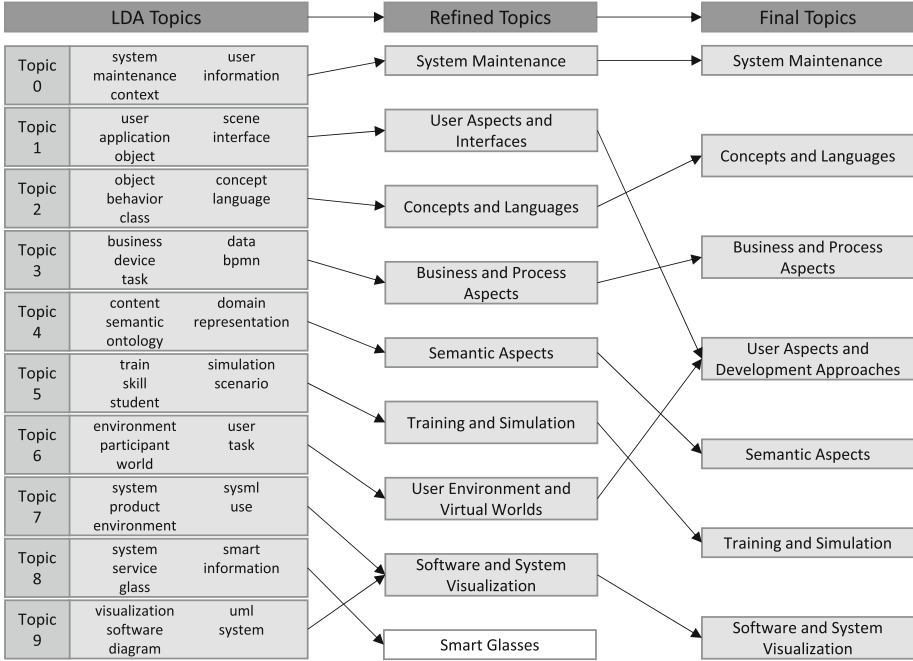 LDA Topics
Refined Topics
Final Topics
Topic
0
system user
maintenance information
context
Topic
1
user scene
application interface
object
Topic
2
object concept
behavior language
class
Topic
3
business data
device bpmn
task
Topic
4
content domain
semantic representation
ontology
Topic
5
train simulation
skill scenario
student
Topic
6
environment user
participant task
world
Topic
7
system sysml
product use
environment
Topic
8
system smart
service information
glass
Topic
9
visualization uml
software system
diagram
System Maintenance
User Aspects and
Interfaces
Concepts and Languages
Business and Process
Aspects
Semantic Aspects
Training and Simulation
User Environment and
Virtual Worlds
Software and System
Visualization
Smart Glasses
System Maintenance
Concepts and Languages
Business and Process
Aspects
User Aspects and
Development Approaches
Semantic Aspects
Training and Simulation
Software and System
Visualization